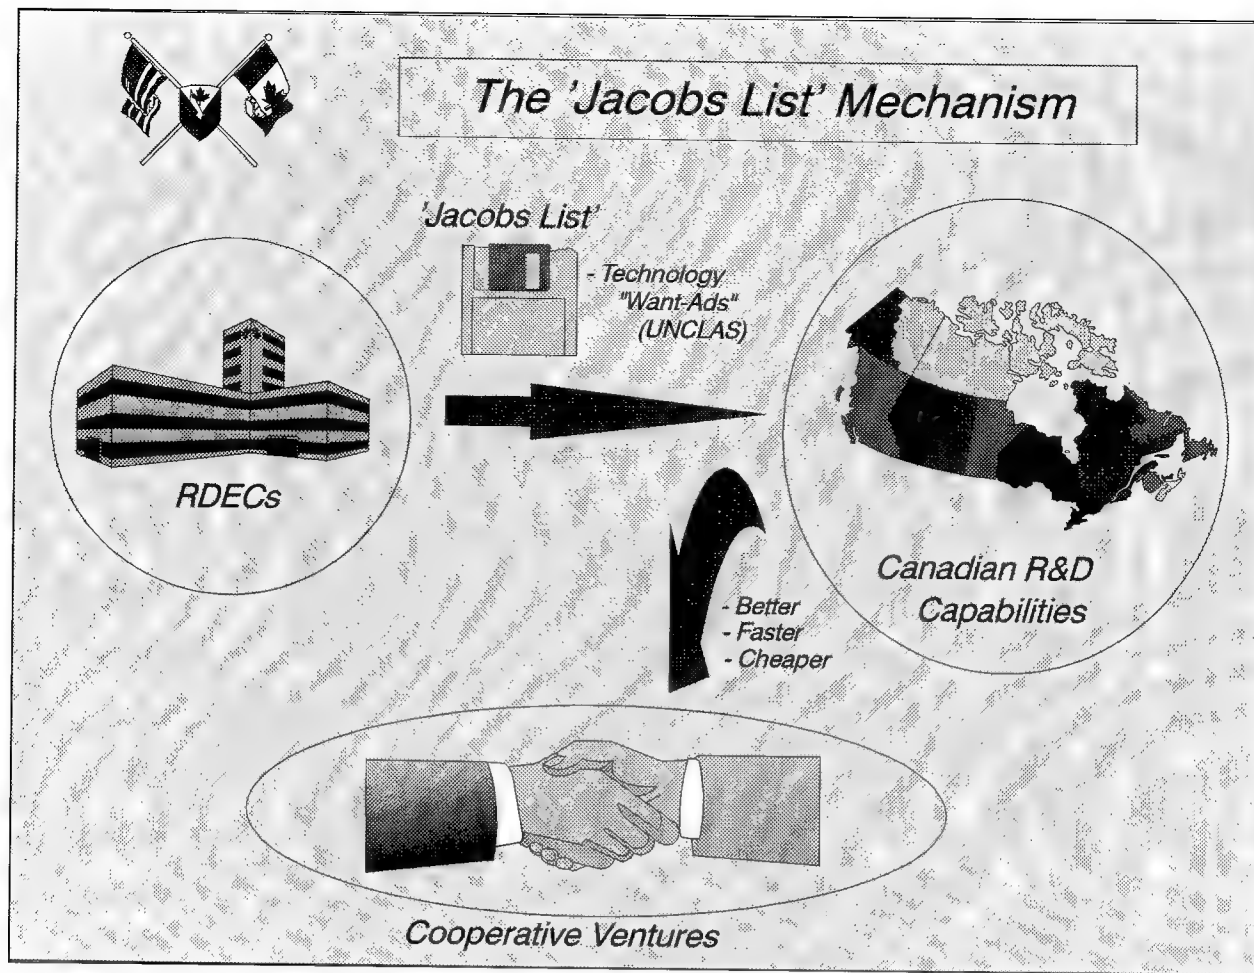 The 'Jacobs List' Mechanism
'Jacobs List'
- Technology
"Want-Ads"
(UNCLAS)
RDECs
Canadian R&D
Capabilities
- Better
- Faster
- Cheaper
Cooperative Ventures